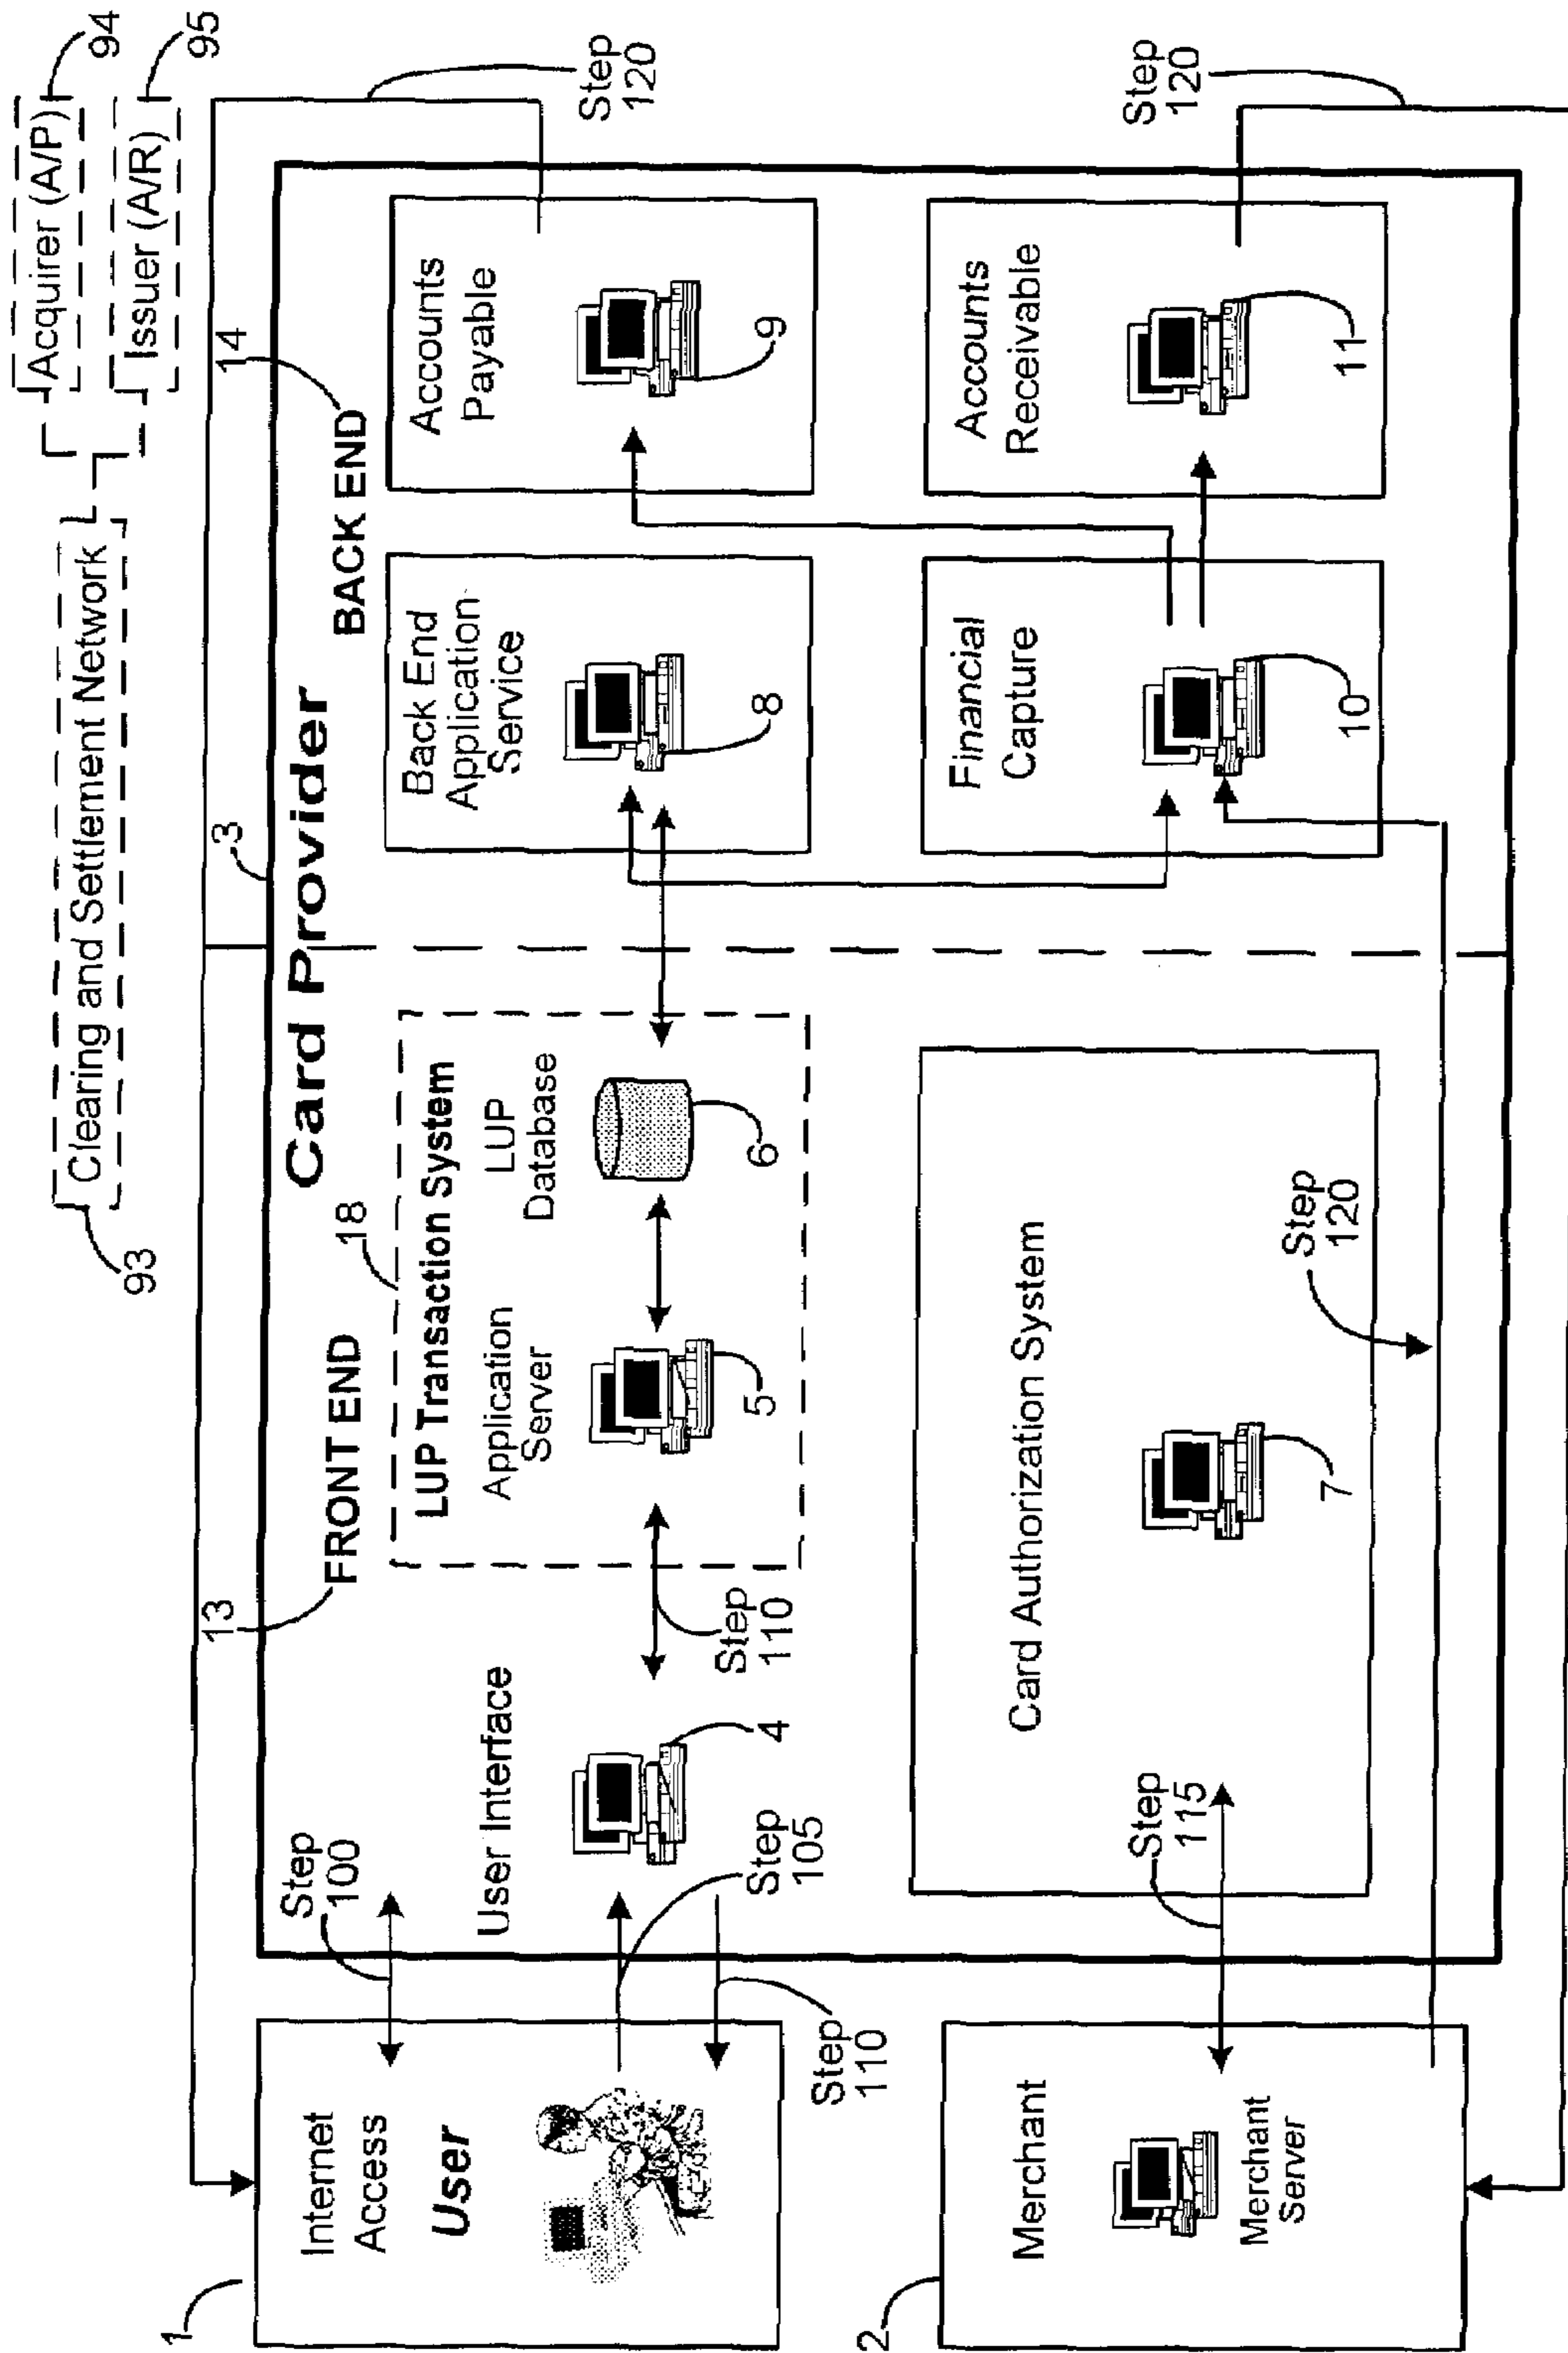 93
Clearing and Settlement Network
Acquirer (A/P)
94
Issuer (A/R)
95
1
Internet
Access
User
2
Merchant
Merchant
Server
13
FRONT END
3
Card Provider
14
BACK END
Step
100
User Interface
4
Step
105
Step
110
Step
110
18
LUP Transaction System
Application
Server
5
LUP
Database
6
Back End
Application
Service
8
Accounts
Payable
9
Step
120
Step
115
Card Authorization System
7
Step
120
Financial
Capture
10
Accounts
Receivable
11
Step
120